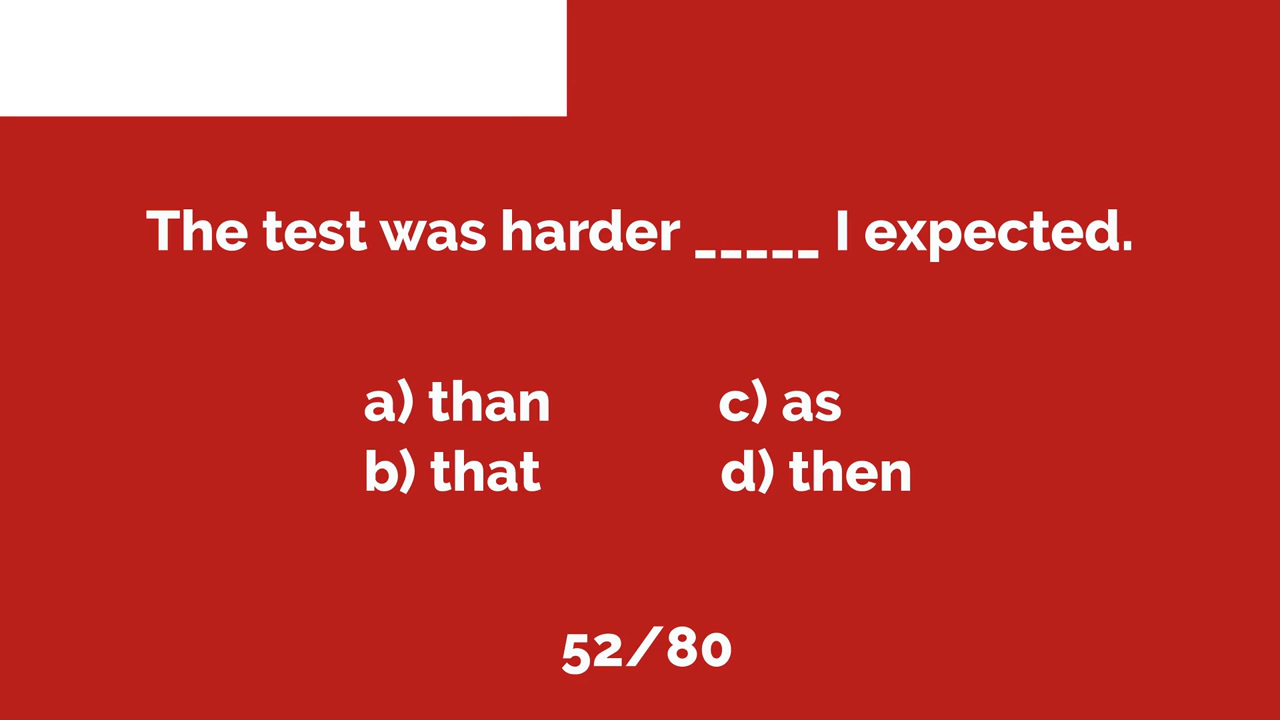 The test was harder _____ I expected.
a) than c) as
b) that d) then
52/80